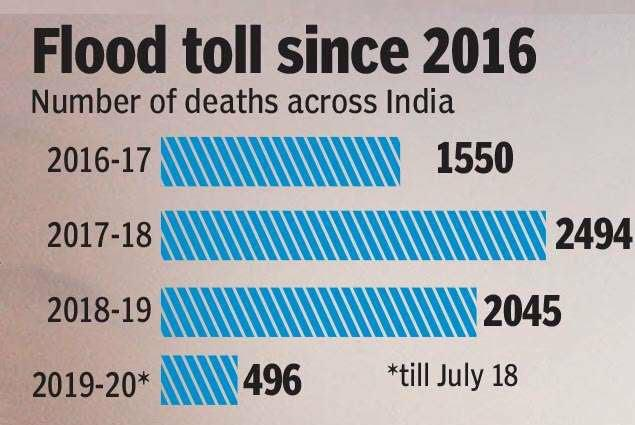 Flood toll since 2016
Number of deaths across India
2016-17 1550
2017-18 2494
2018-19 2045
2019-20* 496 *till July 18